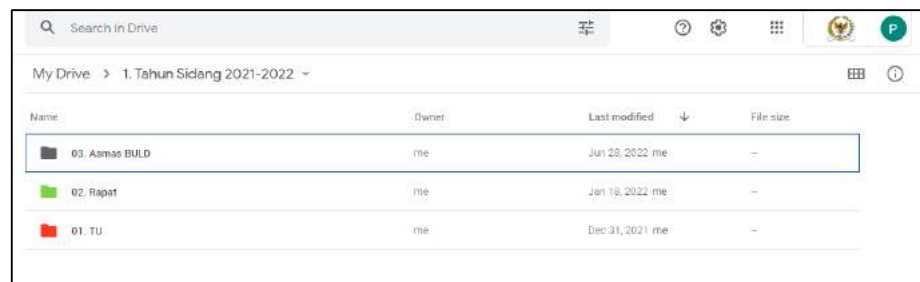 Search in Drive
P
My Drive > 1. Tahun Sidang 2021-2022
Name Owner Last modified File size
03. Asmas BULD me Jun 28, 2022 me –
02. Rapat me Jan 18, 2022 me –
01. TU me Dec 31, 2021 me –